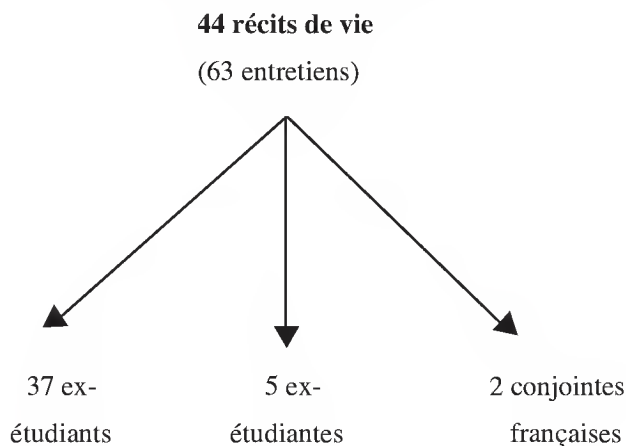 44 récits de vie
(63 entretiens)
37 ex-
étudiants
5 ex-
étudiantes
2 conjointes
françaises